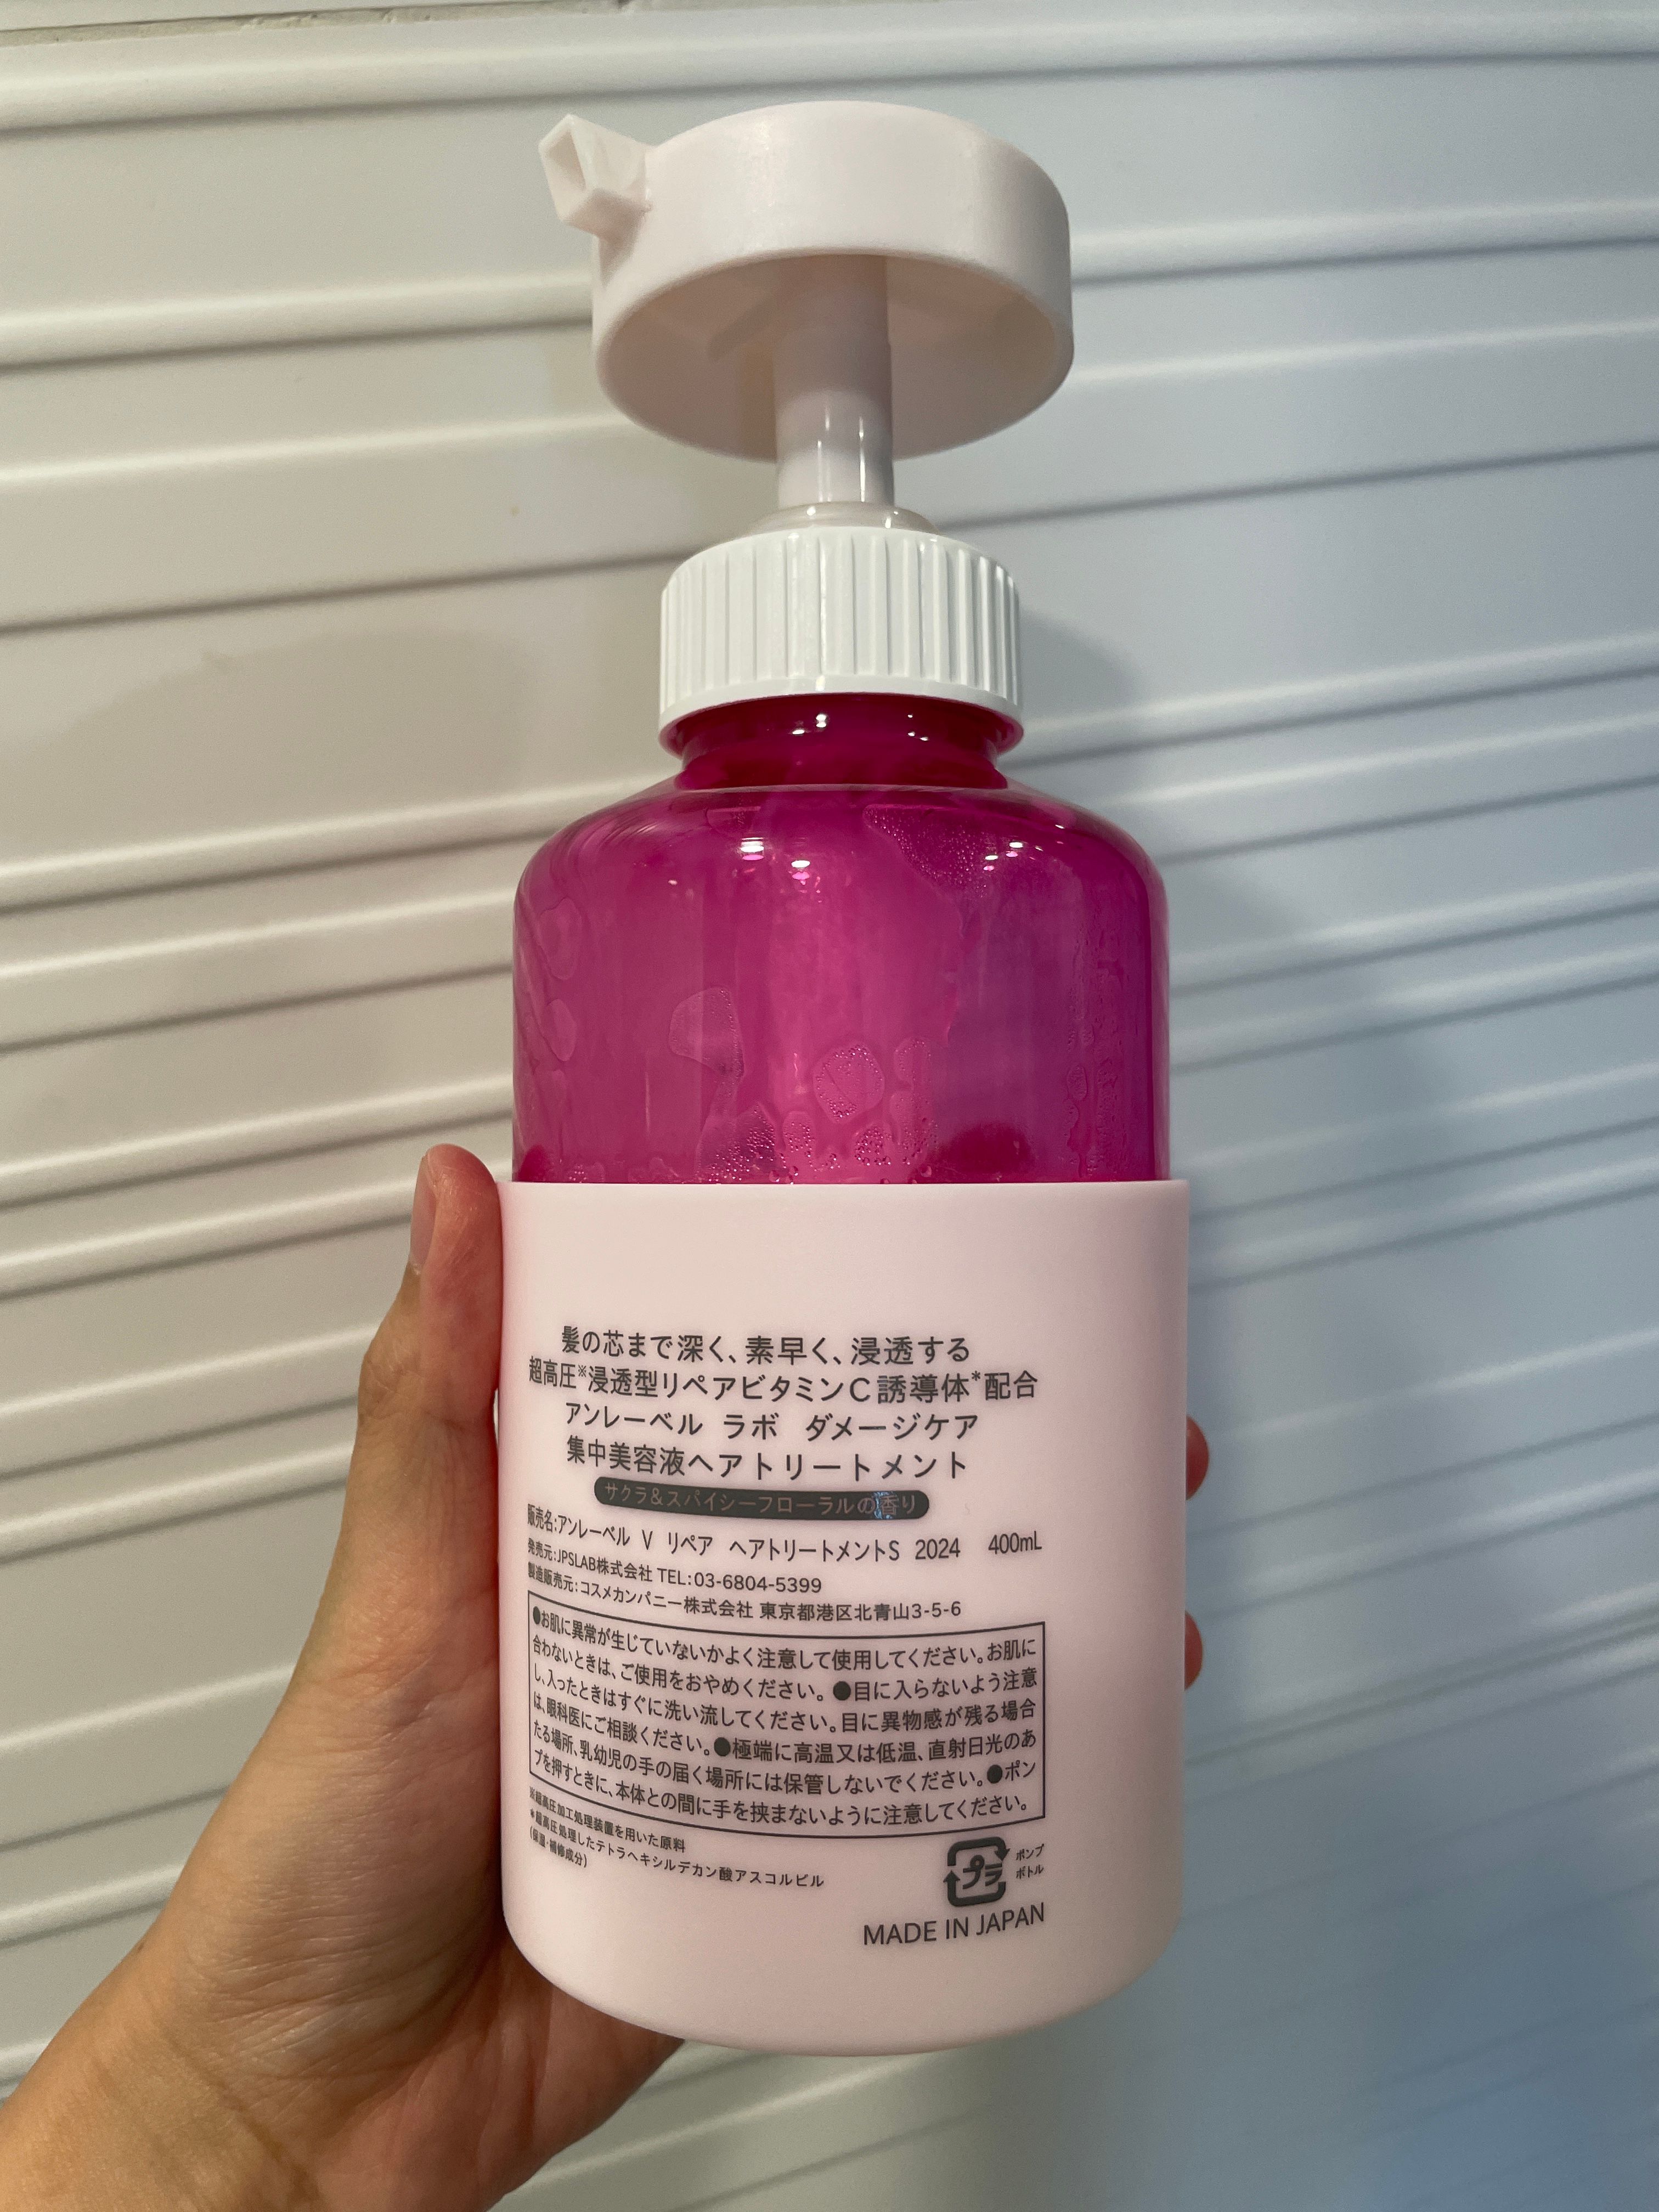 髪の芯まで深く、素早く、浸透する
超高圧※浸透型リペアビタミンC誘導体*配合
アンレーベル ラボ ダメージケア
集中美容液ヘアトリートメント
サクラ&スパイシーフローラルの香り
販売名:アンレーベル V リペア ヘアトリートメントS 2024 400mL
発売元:JPSLAB株式会社 TEL:03-6804-5399
製造販売元:コスメカンパニー株式会社 東京都港区北青山3-5-6
●お肌に異常が生じていないかよく注意して使用してください。お肌に
合わないときは、ご使用をおやめください。●目に入らないよう注意
し、入ったときはすぐに洗い流してください。目に異物感が残る場合
は、眼科医にご相談ください。●極端に高温又は低温、直射日光のあ
たる場所、乳幼児の手の届く場所には保管しないでください。●ポン
プを押すときに、本体との間に手を挟まないように注意してください。
※超高圧加工処理装置を用いた原料
*超高圧処理したテトラヘキシルデカン酸アスコルビル
(保湿・補修成分)
プラ
ポンプ
ボトル
MADE IN JAPAN